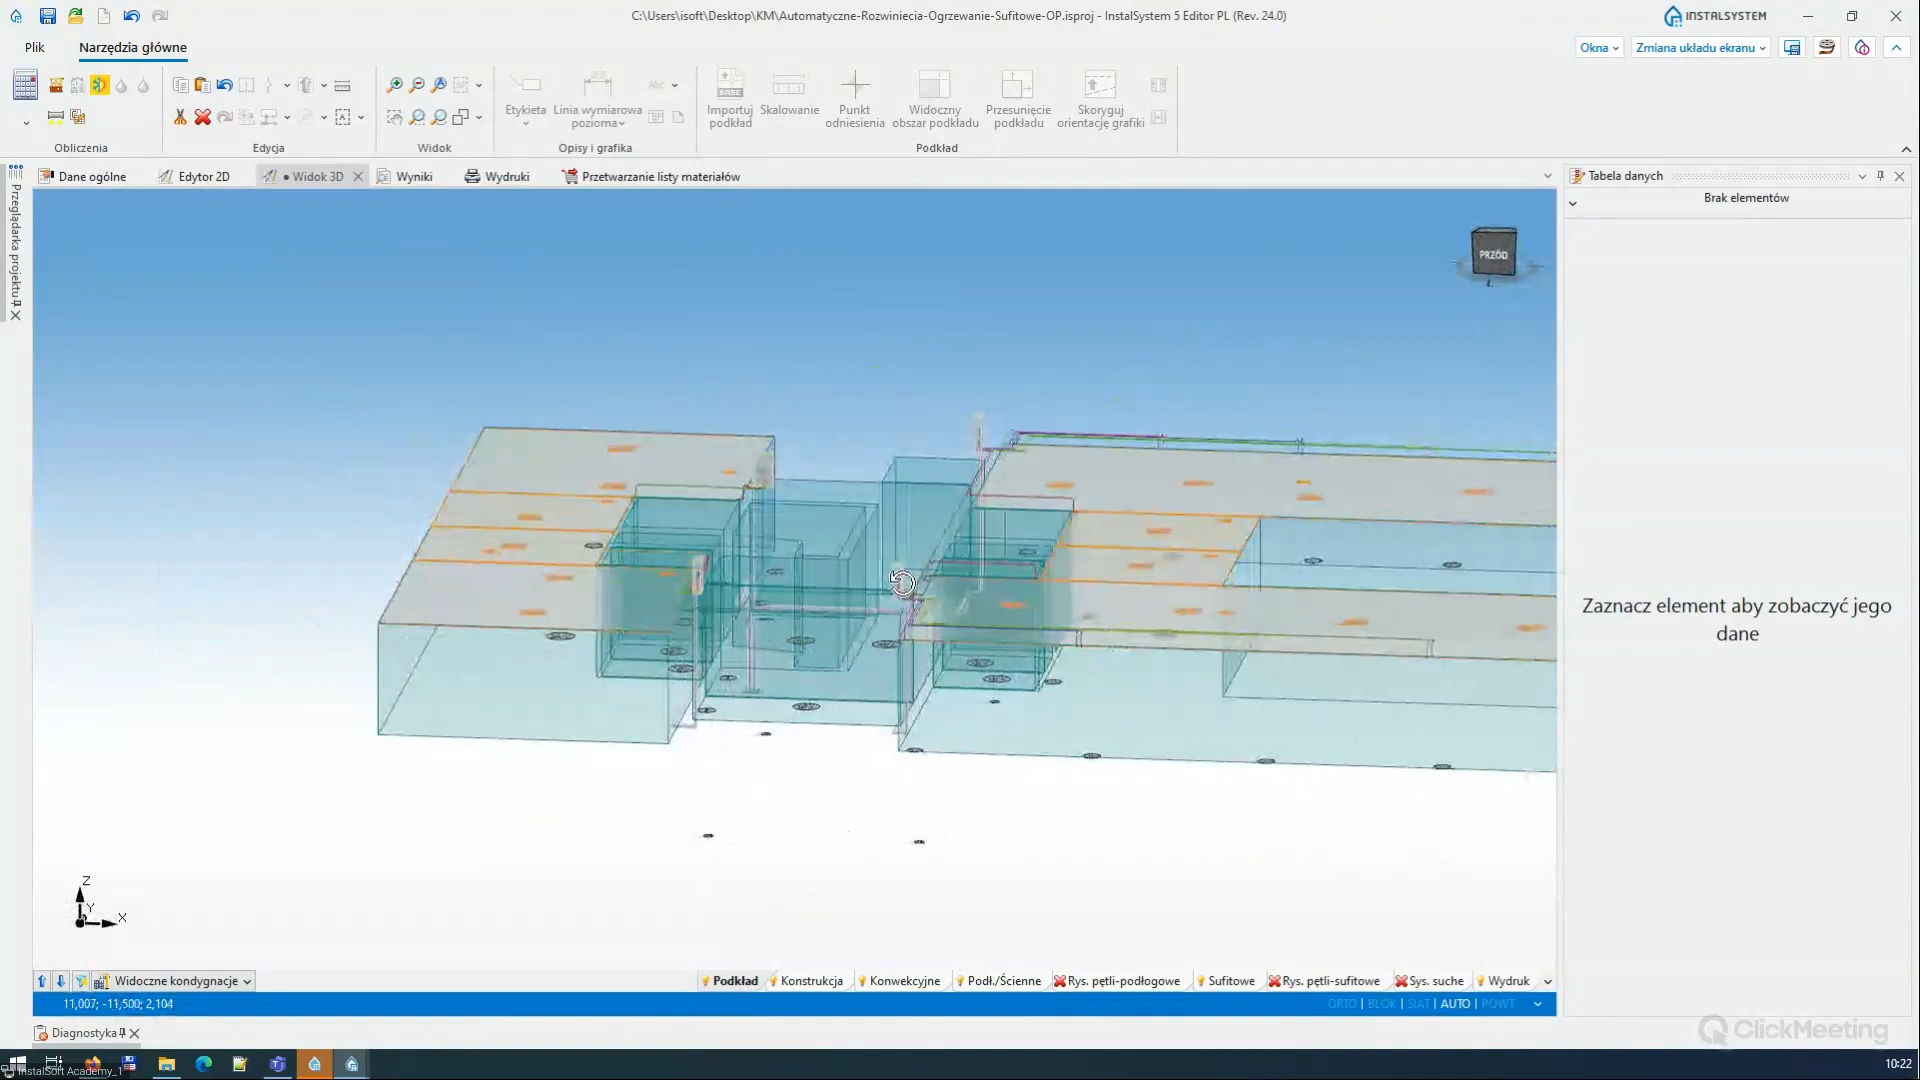 C:\Users\isoft\Desktop\KM\Automatyczne-Rozwiniecia-Ogrzewanie-Sufitowe-OP.isproj - InstalSystem 5 Editor PL (Rev. 24.0)
INSTALSYSTEM
Plik
Narzędzia główne
Okna
Zmiana układu ekranu
Etykieta
Linia wymiarowa
pozioma
Abc
Importuj
podkład
Skalowanie
Punkt
odniesienia
Widoczny
obszar podkładu
Przesunięcie
podkładu
Skoryguj
orientację grafiki
Obliczenia
Edycja
Widok
Opisy i grafika
Podkład
Przeglądarka projektu
Dane ogólne
Edytor 2D
• Widok 3D
Wyniki
Wydruki
Przetwarzanie listy materiałów
Tabela danych
Brak elementów
PRZÓD
Zaznacz element aby zobaczyć jego
dane
Z
Y
X
Widoczne kondygnacje
Podkład
Konstrukcja
Konwekcyjne
Podł./Ścienne
Rys. pętli-podłogowe
Sufitowe
Rys. pętli-sufitowe
Sys. suche
Wydruk
11,007; -11,500; 2,104
ORTO | BLOK | SIAT | AUTO | POWT
Diagnostyka
ClickMeeting
InstalSoft Academy_1
10:22